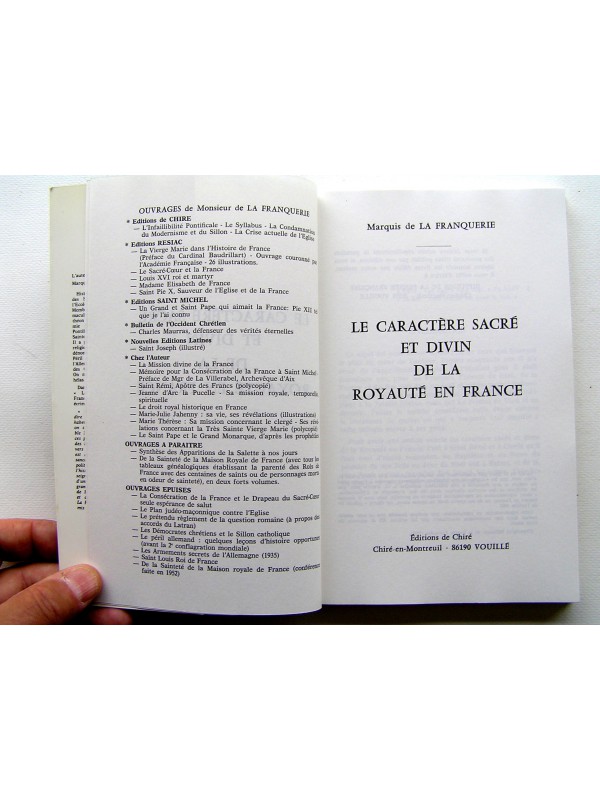 OUVRAGES de Monsieur de LA FRANQUERIE
* Editions de CHIRE
— L'Infaillibilité Pontificale - Le Syllabus - La Condamnation
du Modernisme et du Sillon - La Crise actuelle de l'Eglise
* Editions RESIAC
— La Vierge Marie dans l'Histoire de France
(Préface du Cardinal Baudrillart) - Ouvrage couronné par
l'Académie Française - 26 illustrations.
— Le Sacré-Cœur et la France
— Louis XVI roi et martyr
— Madame Elisabeth de France
— Saint Pie X, Sauveur de l'Eglise et de la France
* Editions SAINT MICHEL
— Un Grand et Saint Pape qui aimait la France: Pie XII tel
que je l'ai connu
* Bulletin de l'Occident Chrétien
— Charles Maurras, défenseur des vérités éternelles
* Nouvelles Editions Latines
— Saint Joseph (illustré)
* Chez l'Auteur
— La Mission divine de la France
— Mémoire pour la Consécration de la France à Saint Michel
Préface de Mgr de La Villerabel, Archevêque d'Aix
— Saint Rémi, Apôtre des Francs (polycopié)
— Jeanne d'Arc la Pucelle - Sa mission royale, temporelle
spirituelle
— Le droit royal historique en France
— Marie-Julie Jahenny : sa vie, ses révélations (illustrations)
— Marie Thérèse : Sa mission concernant le clergé - Ses révé-
lations concernant la Très Sainte Vierge Marie (polycopié)
— Le Saint Pape et le Grand Monarque, d'après les prophéties
OUVRAGES A PARAITRE
— Synthèse des Apparitions de la Salette à nos jours
— De la Sainteté de la Maison Royale de France (avec tous les
tableaux généalogiques établissant la parenté des Rois de
France avec des centaines de saints ou de personnages morts
en odeur de sainteté), en deux forts volumes.
OUVRAGES EPUISES
— La Consécration de la France et le Drapeau du Sacré-Cœur
seule espérance de salut
— Le Plan judéo-maçonnique contre l'Eglise
— Le prétendu règlement de la question romaine (à propos des
accords du Latran)
— Les Démocrates chrétiens et le Sillon catholique
— Le péril allemand : quelques leçons d'histoire opportunes
(avant la 2e conflagration mondiale)
— Les Armements secrets de l'Allemagne (1935)
— Saint Louis Roi de France
— De la Sainteté de la Maison royale de France (conférence
faite en 1952)
Marquis de LA FRANQUERIE
LE CARACTÈRE SACRÉ
ET DIVIN
DE LA
ROYAUTÉ EN FRANCE
Éditions de Chiré
Chiré-en-Montreuil - 86190 VOUILLÉ